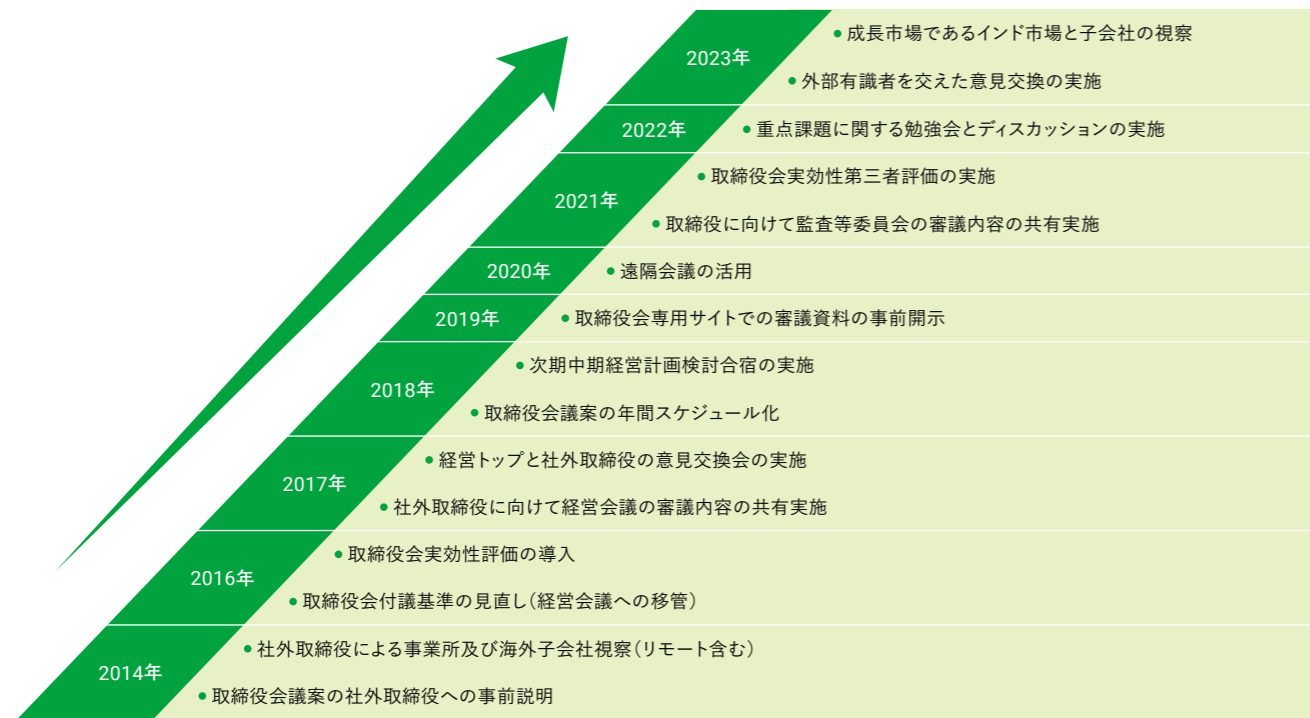 2023年
● 成長市場であるインド市場と子会社の視察
● 外部有識者を交えた意見交換の実施
2022年
● 重点課題に関する勉強会とディスカッションの実施
2021年
● 取締役会実効性第三者評価の実施
● 取締役に向けて監査等委員会の審議内容の共有実施
2020年
● 遠隔会議の活用
2019年
● 取締役会専用サイトでの審議資料の事前開示
2018年
● 次期中期経営計画検討合宿の実施
● 取締役会議案の年間スケジュール化
2017年
● 経営トップと社外取締役の意見交換会の実施
● 社外取締役に向けて経営会議の審議内容の共有実施
2016年
● 取締役会実効性評価の導入
● 取締役会付議基準の見直し（経営会議への移管）
2014年
● 社外取締役による事業所及び海外子会社視察（リモート含む）
● 取締役会議案の社外取締役への事前説明